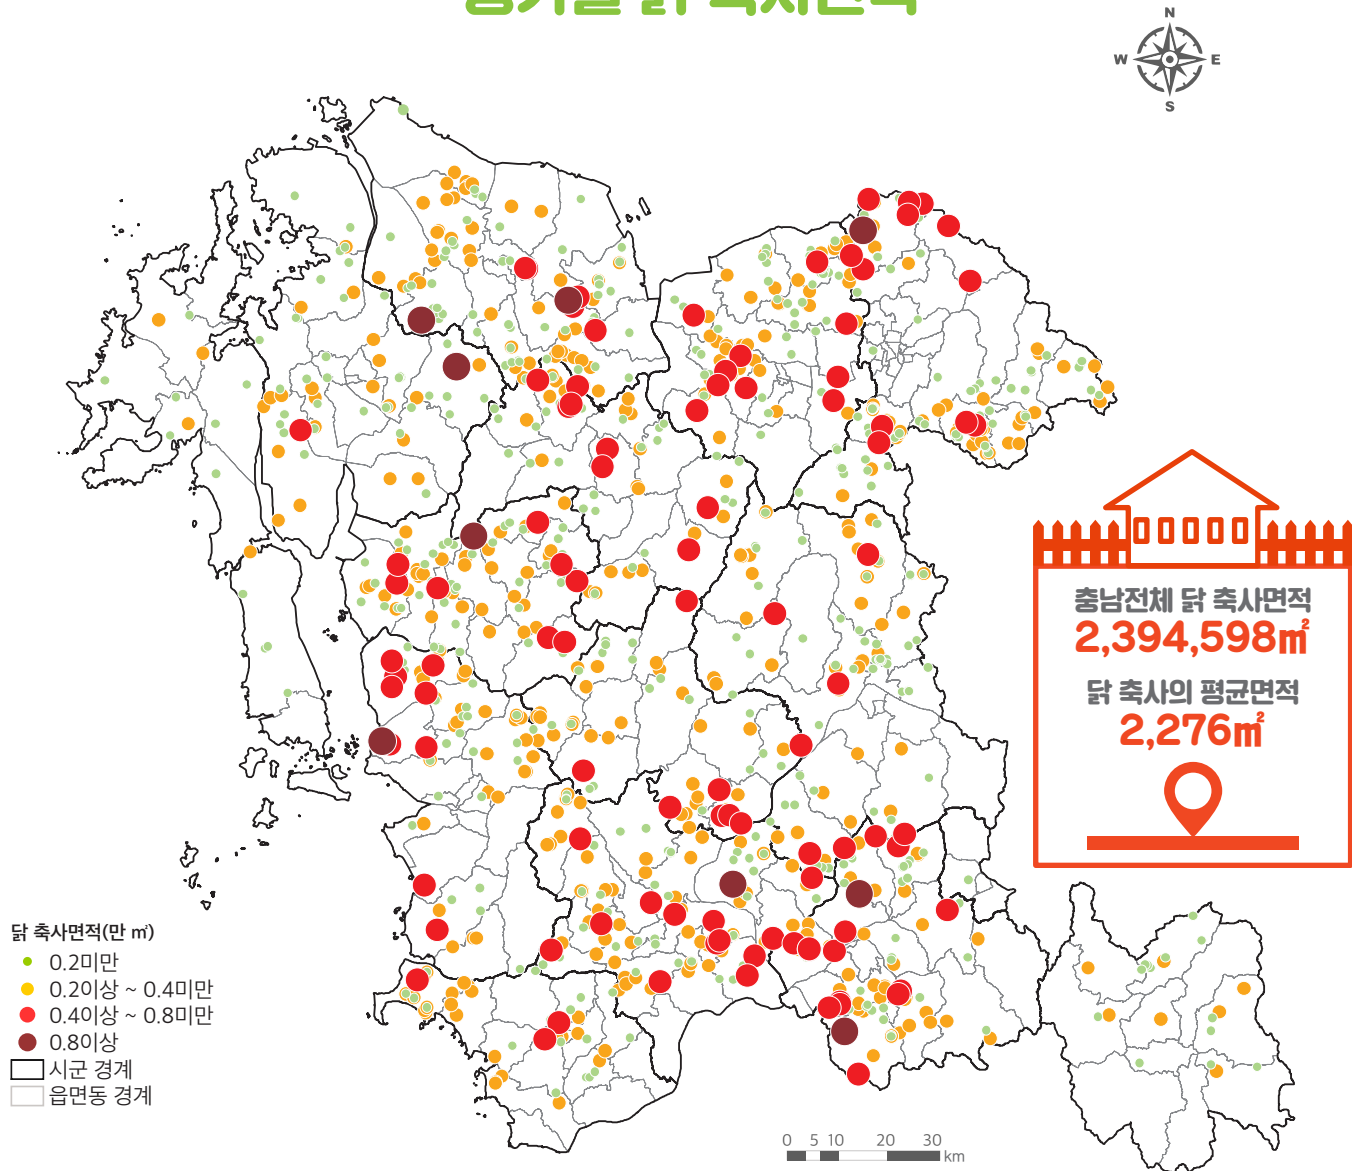 N
W E
S
충남전체 닭 축사면적
2,394,598㎡
닭 축사의 평균면적
2,276㎡
닭 축사면적(만 ㎡)
0.2미만
0.2이상 ~ 0.4미만
0.4이상 ~ 0.8미만
0.8이상
시군 경계
읍면동 경계
0 5 10 20 30
km